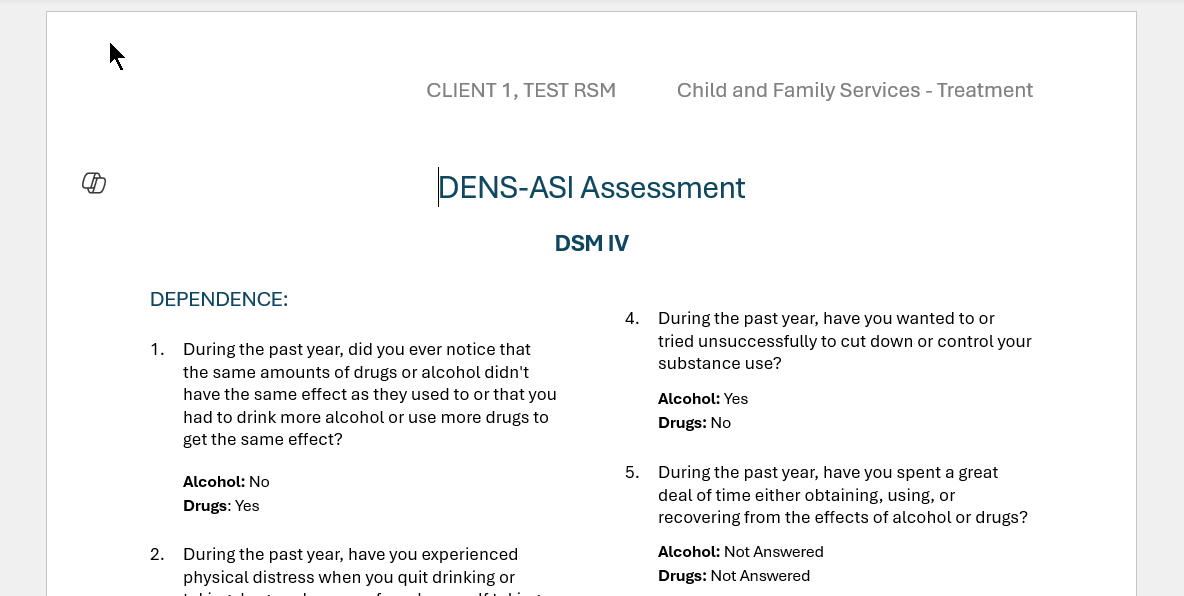 CLIENT 1, TEST RSM Child and Family Services - Treatment
DENS-ASI Assessment
DSM IV
DEPENDENCE:
1. During the past year, did you ever notice that
the same amounts of drugs or alcohol didn't
have the same effect as they used to or that you
had to drink more alcohol or use more drugs to
get the same effect?
Alcohol: No
Drugs: Yes
2. During the past year, have you experienced
physical distress when you quit drinking or
4. During the past year, have you wanted to or
tried unsuccessfully to cut down or control your
substance use?
Alcohol: Yes
Drugs: No
5. During the past year, have you spent a great
deal of time either obtaining, using, or
recovering from the effects of alcohol or drugs?
Alcohol: Not Answered
Drugs: Not Answered